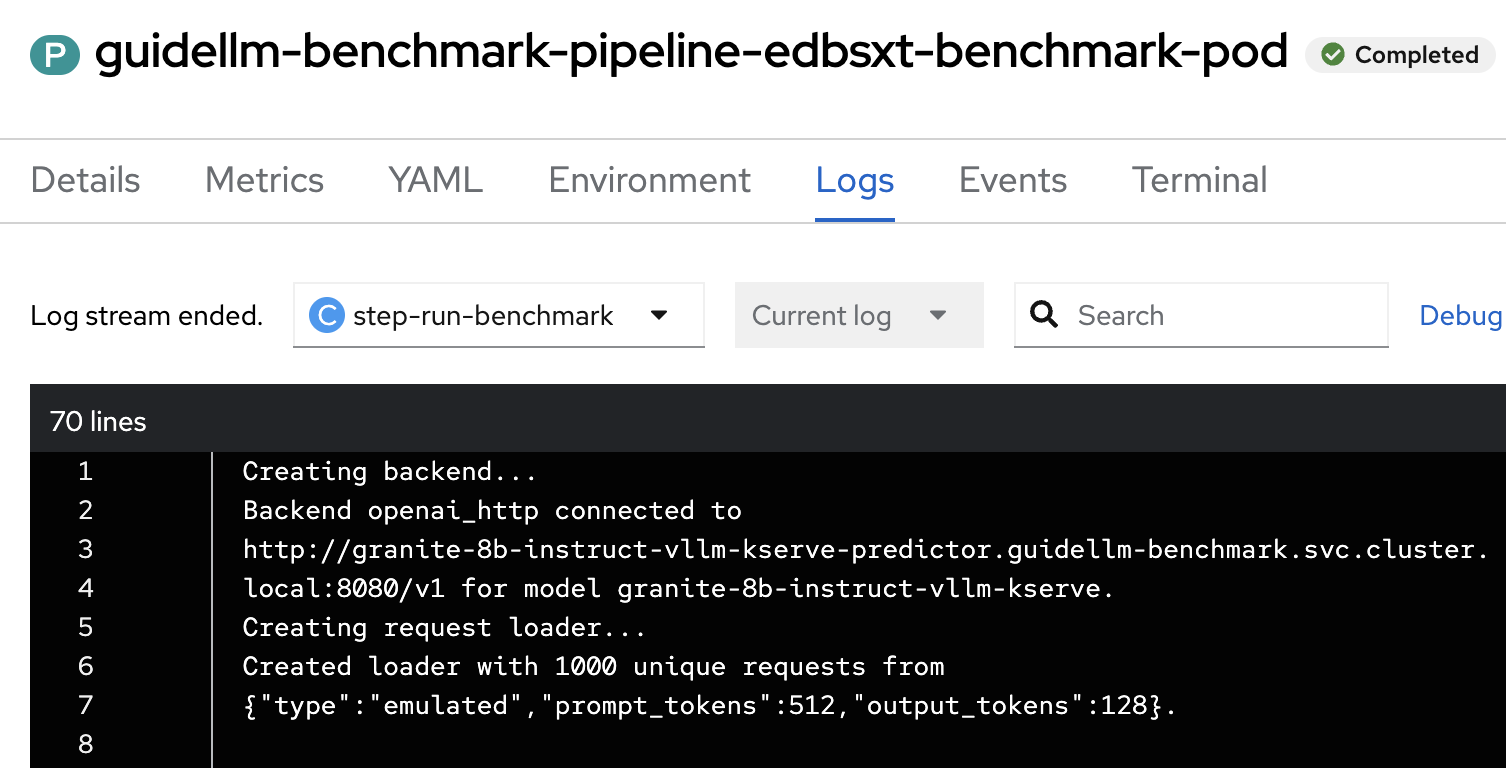 P guidellm-benchmark-pipeline-edbsxt-benchmark-pod Completed
Details Metrics YAML Environment Logs Events Terminal
Log stream ended. C step-run-benchmark Current log Search Debug
70 lines
1 Creating backend...
2 Backend openai_http connected to
3 http://granite-8b-instruct-vllm-kserve-predictor.guidellm-benchmark.svc.cluster.
4 local:8080/v1 for model granite-8b-instruct-vllm-kserve.
5 Creating request loader...
6 Created loader with 1000 unique requests from
7 {"type":"emulated","prompt_tokens":512,"output_tokens":128}.
8